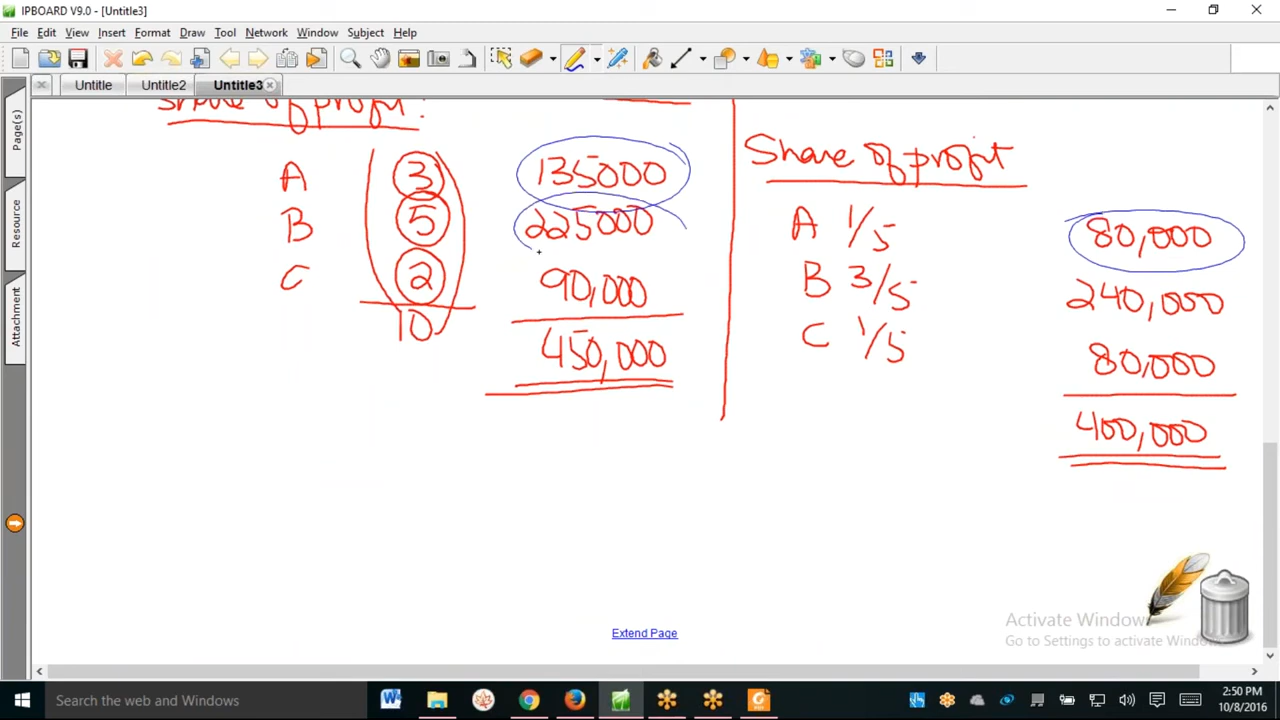 IPBOARD V9.0 - [Untitle3]
File Edit View Insert Format Draw Tool Network Window Subject Help
Untitle Untitle2 Untitle3
Page(s)
Resource
Attachment
Share of profit:
A 3 135000
B 5 225000
C 2 90,000
10 450,000
Share of profit
A 1/5 80,000
B 3/5 240,000
C 1/5 80,000
400,000
Extend Page
Activate Windows
Go to Settings to activate Windows
Search the web and Windows
2:50 PM
10/8/2016